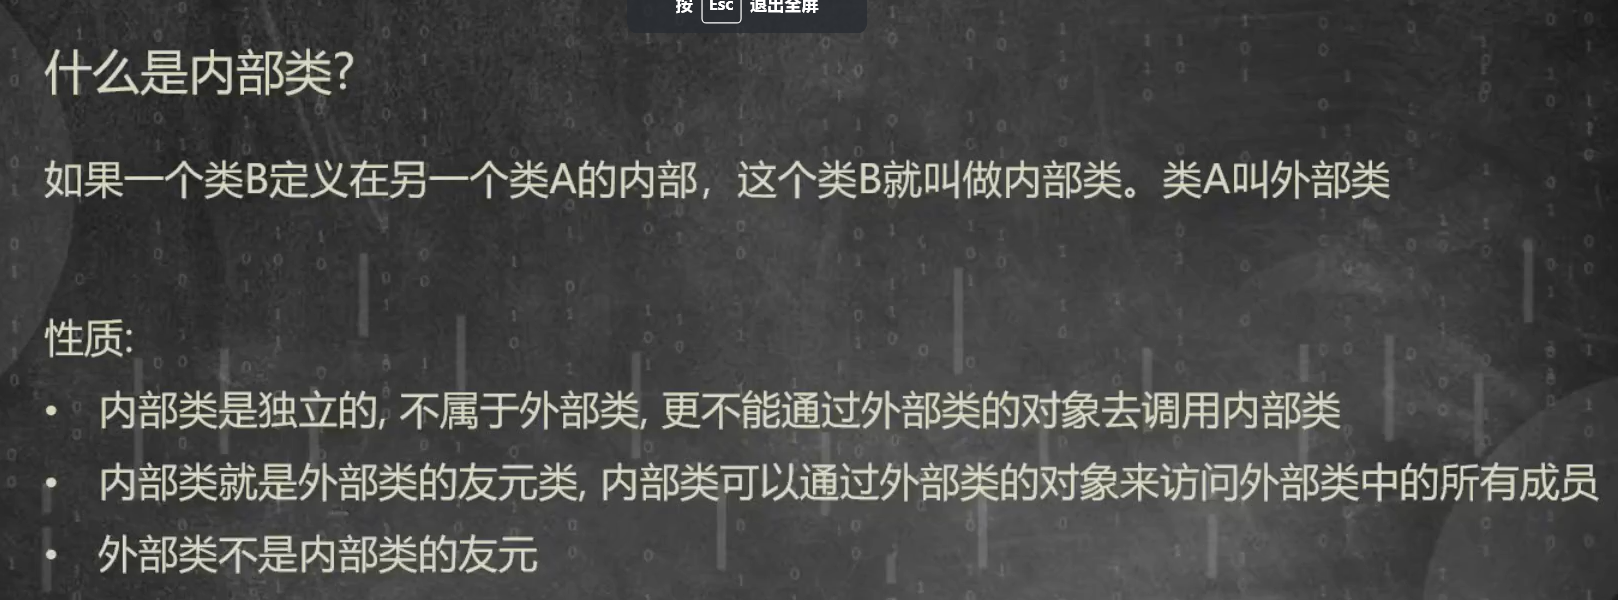 按 Esc 退出全屏
什么是内部类?
如果一个类B定义在另一个类A的内部，这个类B就叫做内部类。类A叫外部类
性质:
• 内部类是独立的, 不属于外部类, 更不能通过外部类的对象去调用内部类
• 内部类就是外部类的友元类, 内部类可以通过外部类的对象来访问外部类中的所有成员
• 外部类不是内部类的友元